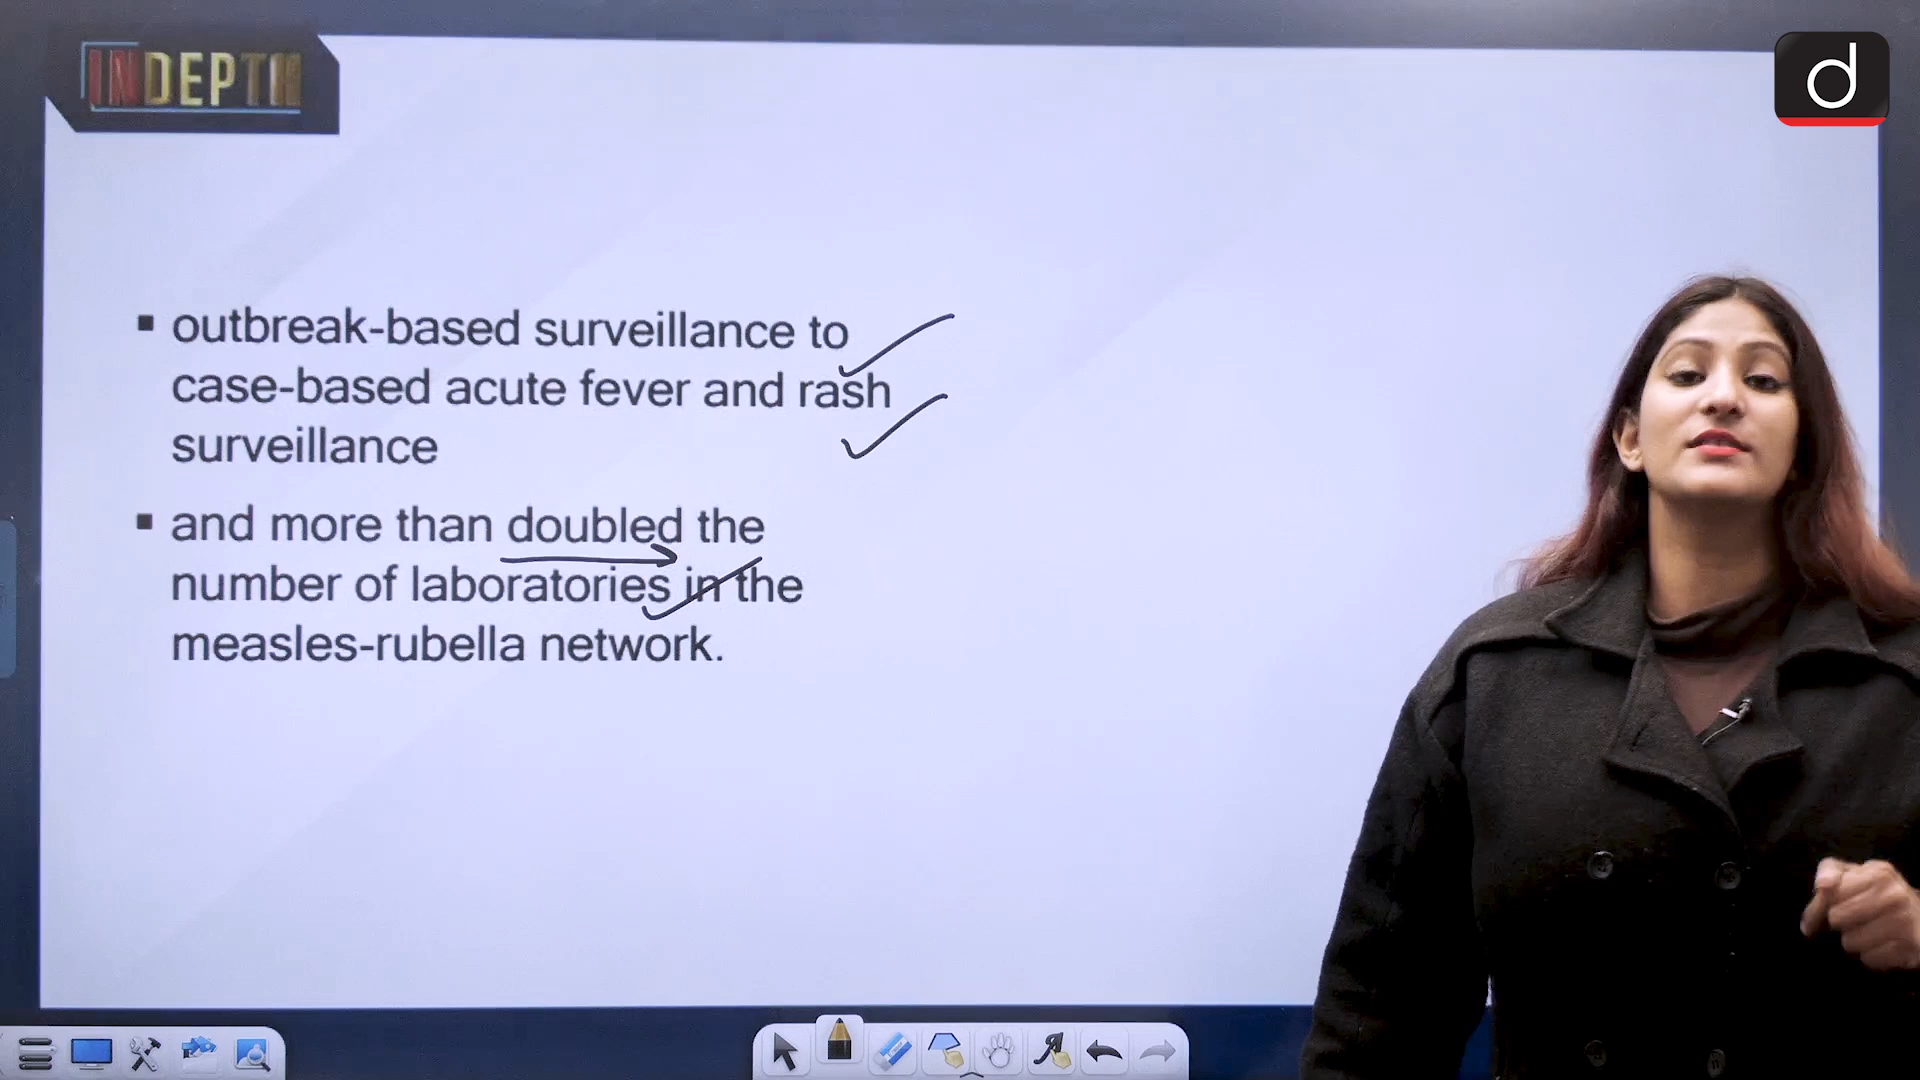 INDEPTH
d
▪ outbreak-based surveillance to
case-based acute fever and rash
surveillance
▪ and more than doubled the
number of laboratories in the
measles-rubella network.